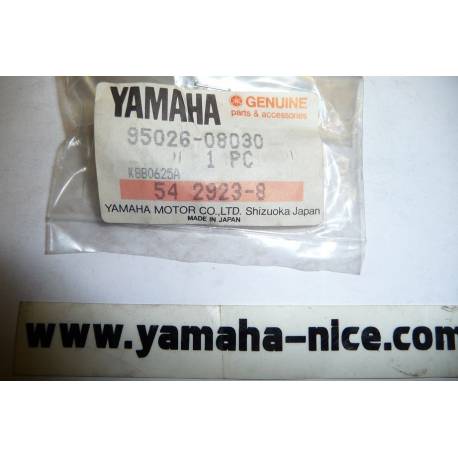 YAMAHA GENUINE
parts & accessories
95026-08030
" 1 PC "
K8B0625A
54 2923-8
YAMAHA MOTOR CO.,LTD. Shizuoka Japan
MADE IN JAPAN
www.yamaha-nice.com